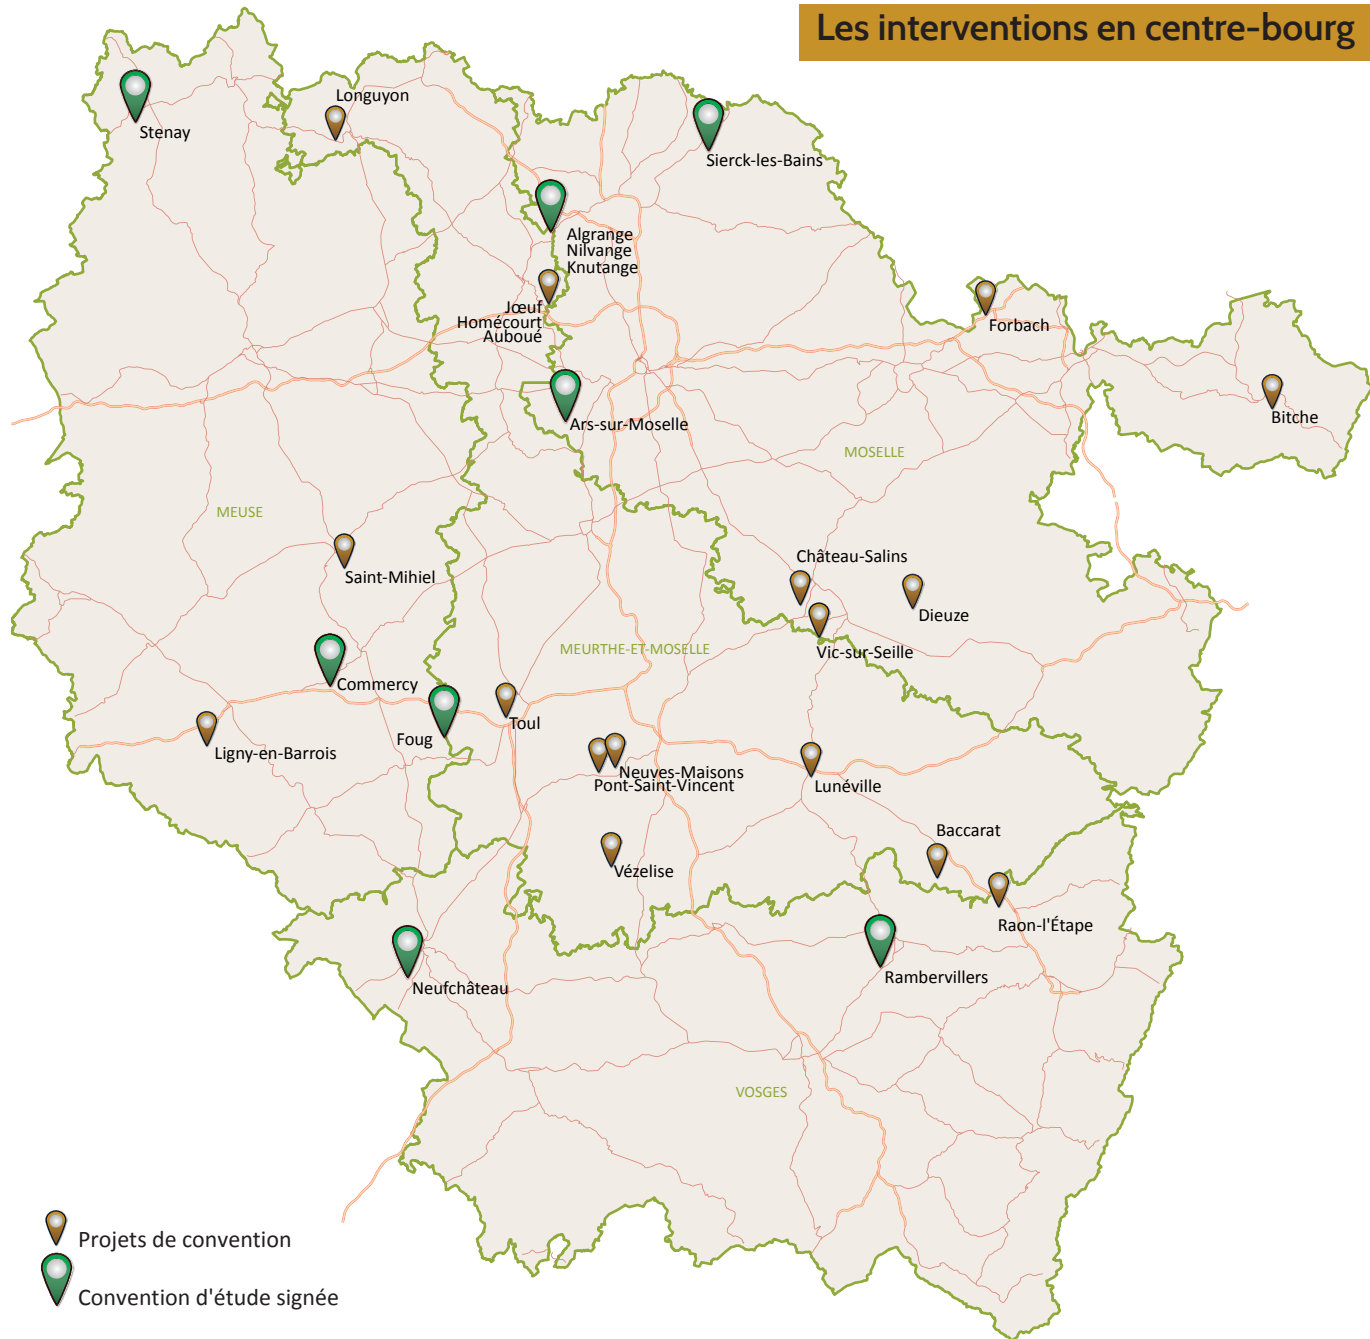 Les interventions en centre-bourg
Longuyon
Stenay
Sierck-les-Bains
Algrange
Nilvange
Knutange
Jœuf
Homécourt
Auboué
Forbach
Bitche
Ars-sur-Moselle
MOSELLE
MEUSE
Château-Salins
Saint-Mihiel
Dieuze
MEURTHE-ET-MOSELLE
Vic-sur-Seille
Commercy
Toul
Foug
Ligny-en-Barrois
Neuves-Maisons
Pont-Saint-Vincent
Lunéville
Baccarat
Vézelise
Raon-l'Étape
Rambervillers
Neufchâteau
VOSGES
Projets de convention
Convention d'étude signée